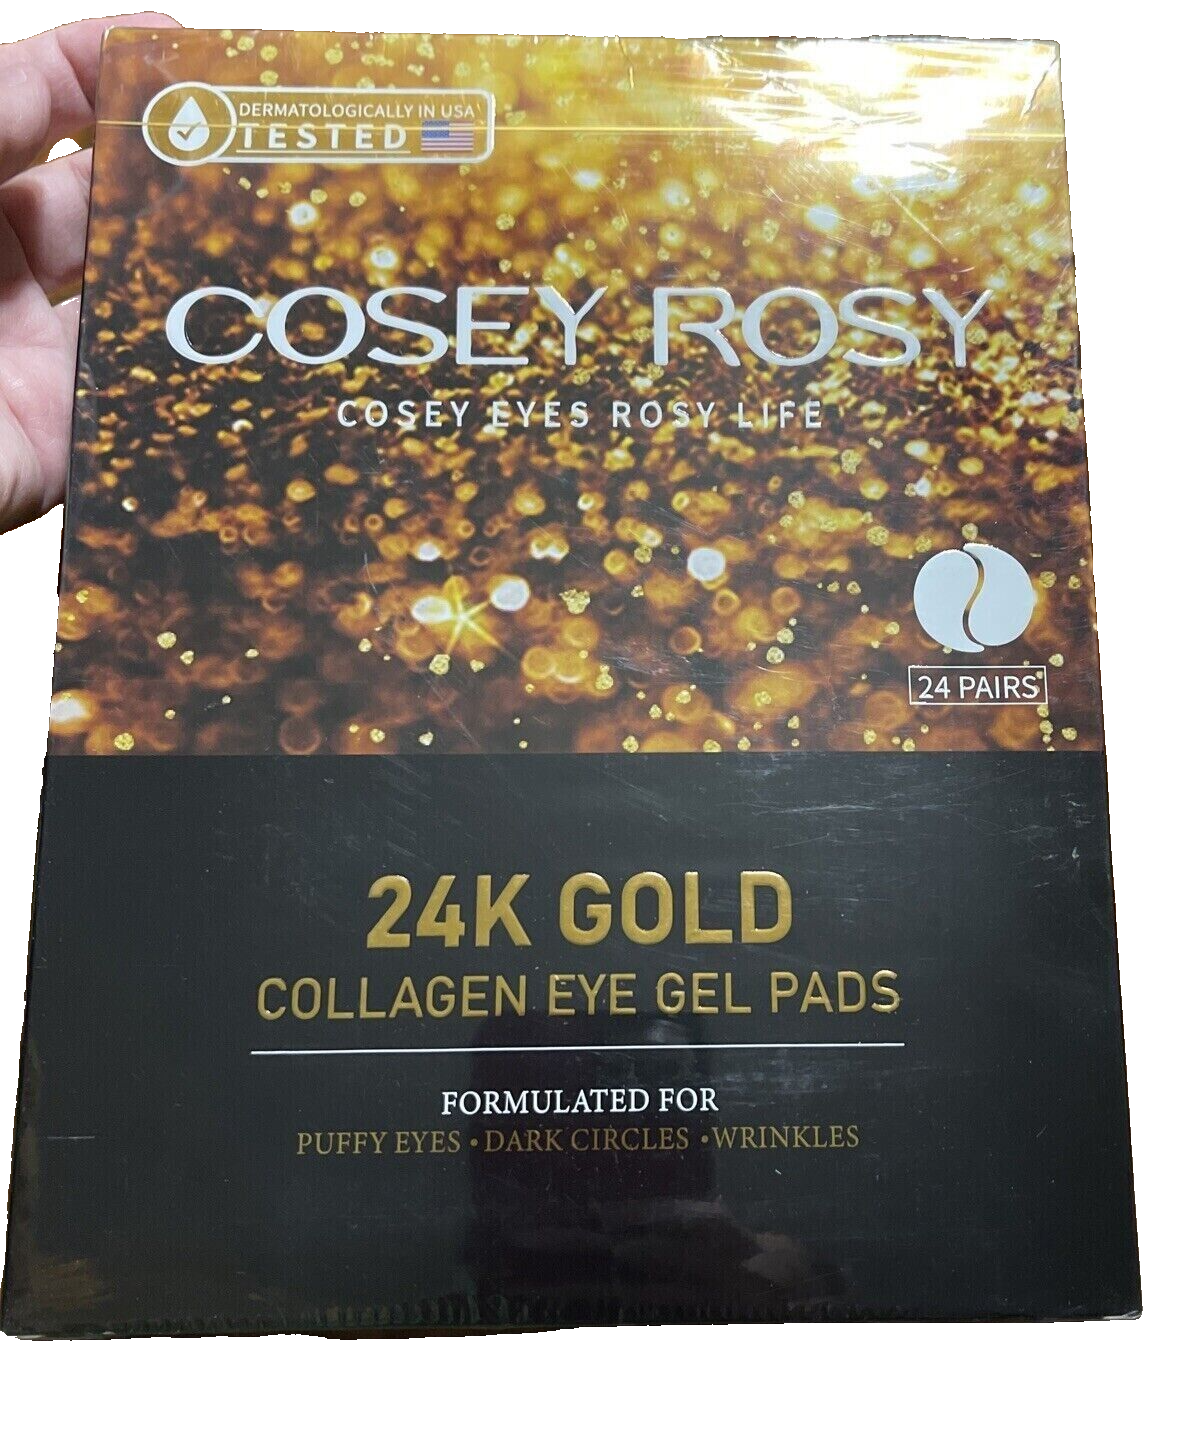 DERMATOLOGICALLY IN USA
TESTED
COSEY ROSY
COSEY EYES ROSY LIFE
24 PAIRS
24K GOLD
COLLAGEN EYE GEL PADS
FORMULATED FOR
PUFFY EYES • DARK CIRCLES • WRINKLES